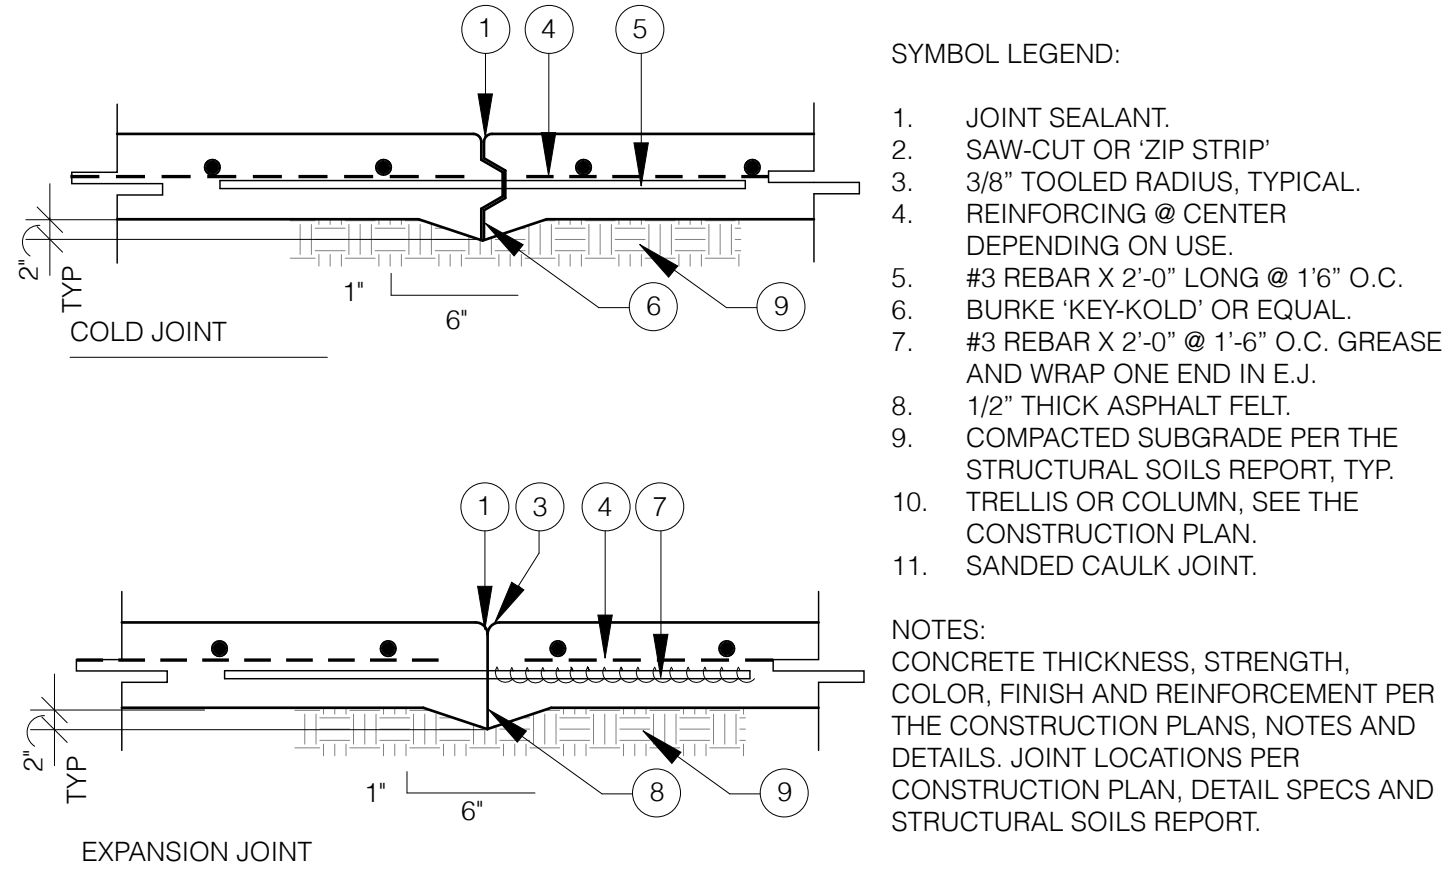 1 4 5
2"
TYP
1"
6"
6
9
COLD JOINT
1 3 4 7
2"
TYP
1"
6"
8
9
EXPANSION JOINT
SYMBOL LEGEND:
1. JOINT SEALANT.
2. SAW-CUT OR ‘ZIP STRIP’
3. 3/8” TOOLED RADIUS, TYPICAL.
4. REINFORCING @ CENTER
DEPENDING ON USE.
5. #3 REBAR X 2’-0” LONG @ 1’6” O.C.
6. BURKE ‘KEY-KOLD’ OR EQUAL.
7. #3 REBAR X 2’-0” @ 1’-6” O.C. GREASE
AND WRAP ONE END IN E.J.
8. 1/2” THICK ASPHALT FELT.
9. COMPACTED SUBGRADE PER THE
STRUCTURAL SOILS REPORT, TYP.
10. TRELLIS OR COLUMN, SEE THE
CONSTRUCTION PLAN.
11. SANDED CAULK JOINT.
NOTES:
CONCRETE THICKNESS, STRENGTH,
COLOR, FINISH AND REINFORCEMENT PER
THE CONSTRUCTION PLANS, NOTES AND
DETAILS. JOINT LOCATIONS PER
CONSTRUCTION PLAN, DETAIL SPECS AND
STRUCTURAL SOILS REPORT.